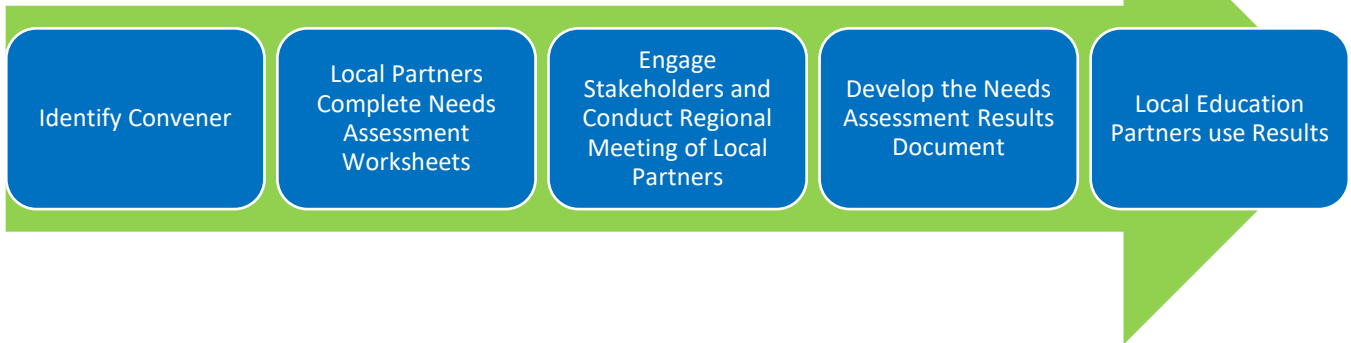 Identify Convener
Local Partners
Complete Needs
Assessment
Worksheets
Engage
Stakeholders and
Conduct Regional
Meeting of Local
Partners
Develop the Needs
Assessment Results
Document
Local Education
Partners use Results